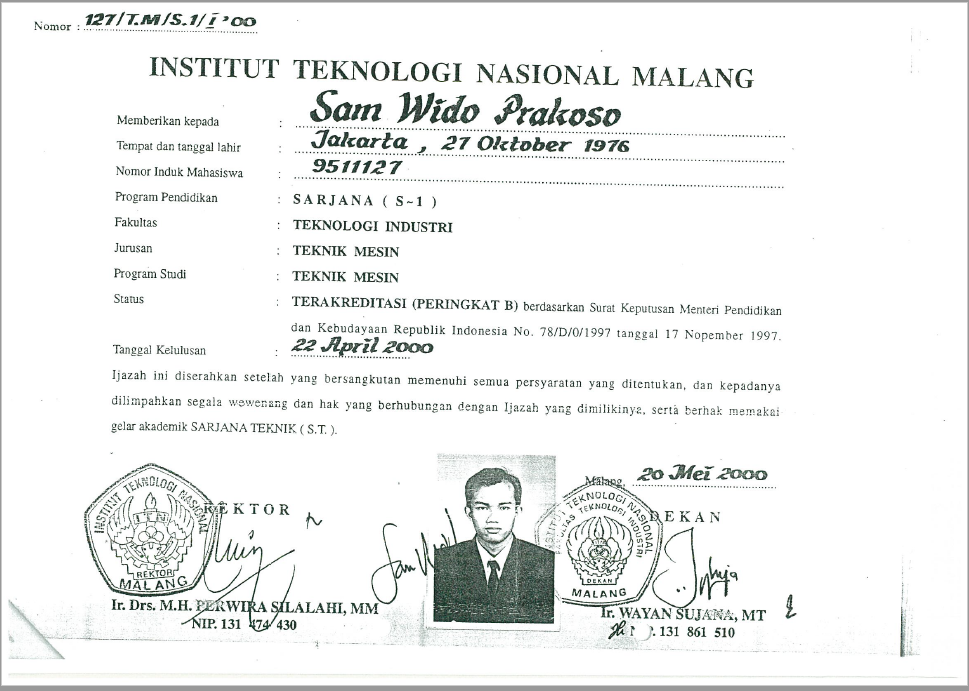 Nomor : 127/T.M/S.1/I'00
INSTITUT TEKNOLOGI NASIONAL MALANG
Memberikan kepada : Sam Wido Prakoso
Tempat dan tanggal lahir : Jakarta , 27 Oktober 1976
Nomor Induk Mahasiswa : 9511127
Program Pendidikan : SARJANA ( S~1 )
Fakultas : TEKNOLOGI INDUSTRI
Jurusan : TEKNIK MESIN
Program Studi : TEKNIK MESIN
Status : TERAKREDITASI (PERINGKAT B) berdasarkan Surat Keputusan Menteri Pendidikan
dan Kebudayaan Republik Indonesia No. 78/D/0/1997 tanggal 17 Nopember 1997.
Tanggal Kelulusan : 22 April 2000
Ijazah ini diserahkan setelah yang bersangkutan memenuhi semua persyaratan yang ditentukan, dan kepadanya
dilimpahkan segala wewenang dan hak yang berhubungan dengan Ijazah yang dimilikinya, serta berhak memakai
gelar akademik SARJANA TEKNIK ( S.T. ).
Malang, 20 Mei 2000
REKTOR
DEKAN
INSTITUT TEKNOLOGI NASIONAL
ITN
REKTOR
MALANG
INSTITUT TEKNOLOGI NASIONAL
FAKULTAS TEKNOLOGI INDUSTRI
DEKAN
MALANG
Ir. Drs. M.H. PERWIRA SILALAHI, MM
NIP. 131 474 430
Ir. WAYAN SUJANA, MT
P. 131 861 510